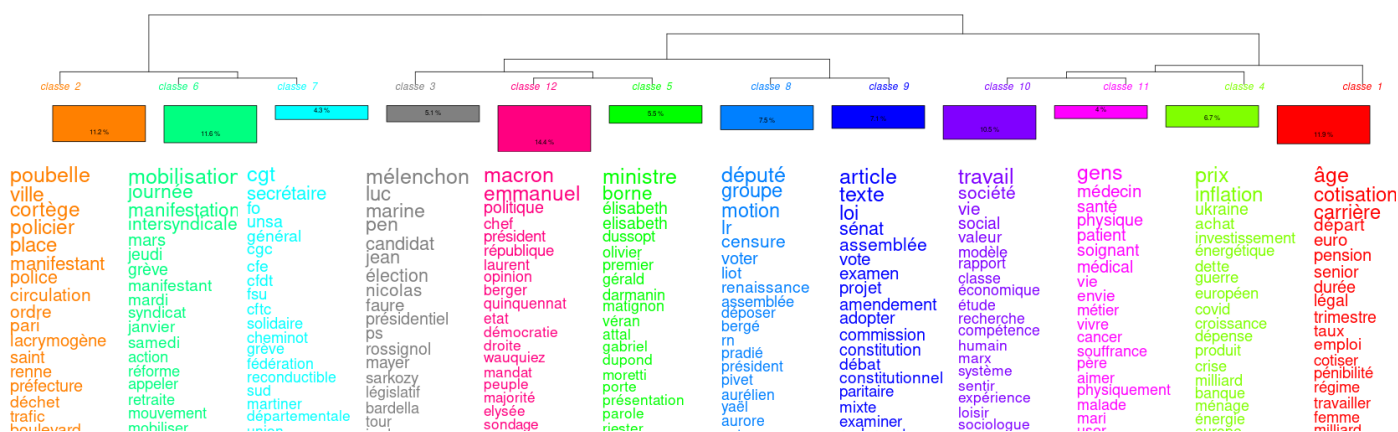 classe 2
classe 6
classe 7
classe 3
classe 12
classe 5
classe 8
classe 9
classe 10
classe 11
classe 4
classe 1
11.2 %
11.6 %
4.3 %
5.1 %
14.4 %
7.5 %
10.5 %
4 %
6.7 %
poubelle
ville
cortège
policier
place
manifestant
police
circulation
ordre
pari
lacrymogène
saint
renne
préfecture
déchet
trafic
boulevard
mobilisation
journée
manifestation
intersyndicale
mars
jeudi
grève
manifestant
mardi
syndicat
janvier
samedi
action
réforme
appeler
retraite
mouvement
mobiliser
cgt
secrétaire
fo
unsa
général
cgc
cfe
cfdt
fsu
cftc
solidaire
cheminot
grève
fédération
reconductible
sud
martiner
départementale
union
mélenchon
luc
marine
pen
candidat
jean
élection
nicolas
faure
présidentiel
ps
rossignol
mayer
sarkozy
législatif
bardella
tour
macron
emmanuel
politique
chef
président
république
laurent
opinion
berger
quinquennat
etat
démocratie
droite
wauquiez
mandat
peuple
majorité
elysée
sondage
ministre
borne
élisabeth
elisabeth
dussopt
olivier
premier
gérald
darmanin
matignon
véran
attal
gabriel
dupond
moretti
porte
présentation
parole
riester
député
groupe
motion
lr
censure
voter
liot
renaissance
assemblée
déposer
bergé
rn
pradié
président
pivet
aurélien
yaël
aurore
article
texte
loi
sénat
assemblée
vote
examen
projet
amendement
adopter
commission
constitution
débat
constitutionnel
paritaire
mixte
examiner
travail
société
vie
social
valeur
modèle
rapport
classe
économique
étude
recherche
compétence
humain
marx
système
sentir
expérience
loisir
sociologue
gens
médecin
santé
physique
patient
soignant
médical
vie
envie
métier
vivre
cancer
souffrance
père
aimer
physiquement
malade
mari
user
prix
inflation
ukraine
achat
investissement
énergétique
dette
guerre
européen
covid
croissance
dépense
produit
crise
milliard
banque
ménage
énergie
europe
âge
cotisation
carrière
départ
euro
pension
senior
durée
légal
trimestre
taux
emploi
cotiser
pénibilité
régime
travailler
femme
milliard